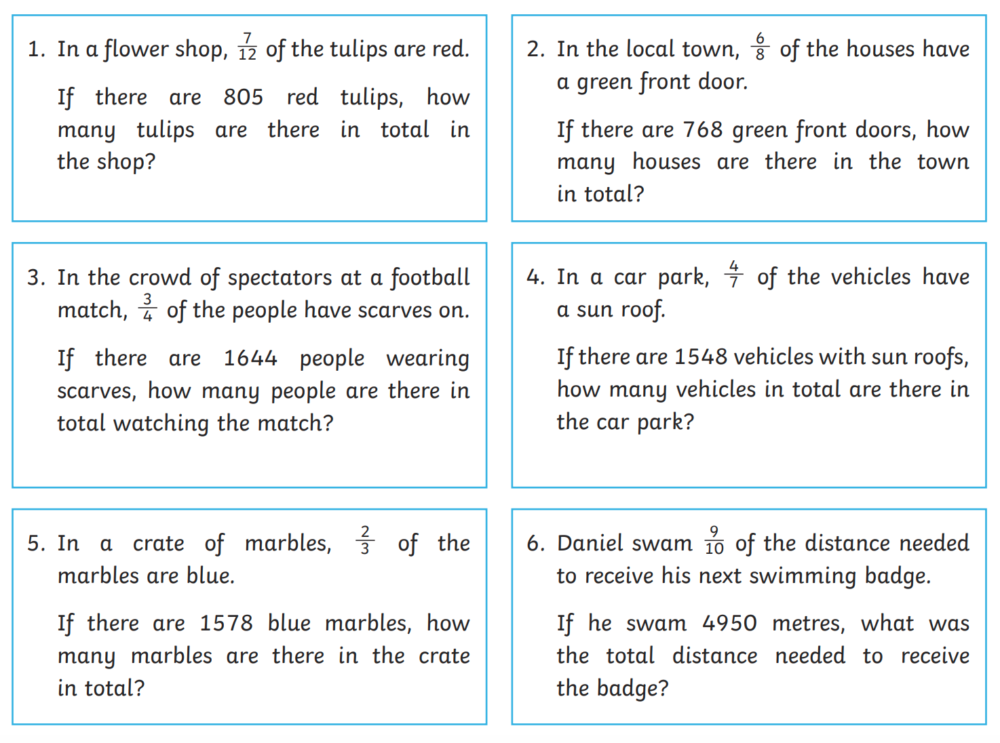 1. In a flower shop, 7/12 of the tulips are red.
If there are 805 red tulips, how
many tulips are there in total in
the shop?
2. In the local town, 6/8 of the houses have
a green front door.
If there are 768 green front doors, how
many houses are there in the town
in total?
3. In the crowd of spectators at a football
match, 3/4 of the people have scarves on.
If there are 1644 people wearing
scarves, how many people are there in
total watching the match?
4. In a car park, 4/7 of the vehicles have
a sun roof.
If there are 1548 vehicles with sun roofs,
how many vehicles in total are there in
the car park?
5. In a crate of marbles, 2/3 of the
marbles are blue.
If there are 1578 blue marbles, how
many marbles are there in the crate
in total?
6. Daniel swam 9/10 of the distance needed
to receive his next swimming badge.
If he swam 4950 metres, what was
the total distance needed to receive
the badge?